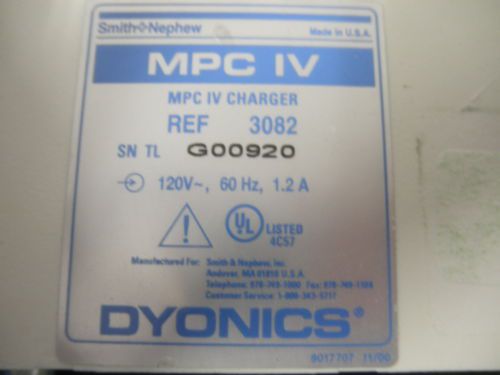 Smith+Nephew Made in U.S.A.
MPC IV
MPC IV CHARGER
REF 3082
SN TL G00920
120V~, 60 Hz, 1.2 A
UL LISTED
4C57
Manufactured For: Smith & Nephew, Inc.
Andover, MA 01810 U.S.A.
Telephone: 978-749-1000 Fax: 978-749-1108
Customer Service: 1-800-343-5717
DYONICS®
8017707 11/00